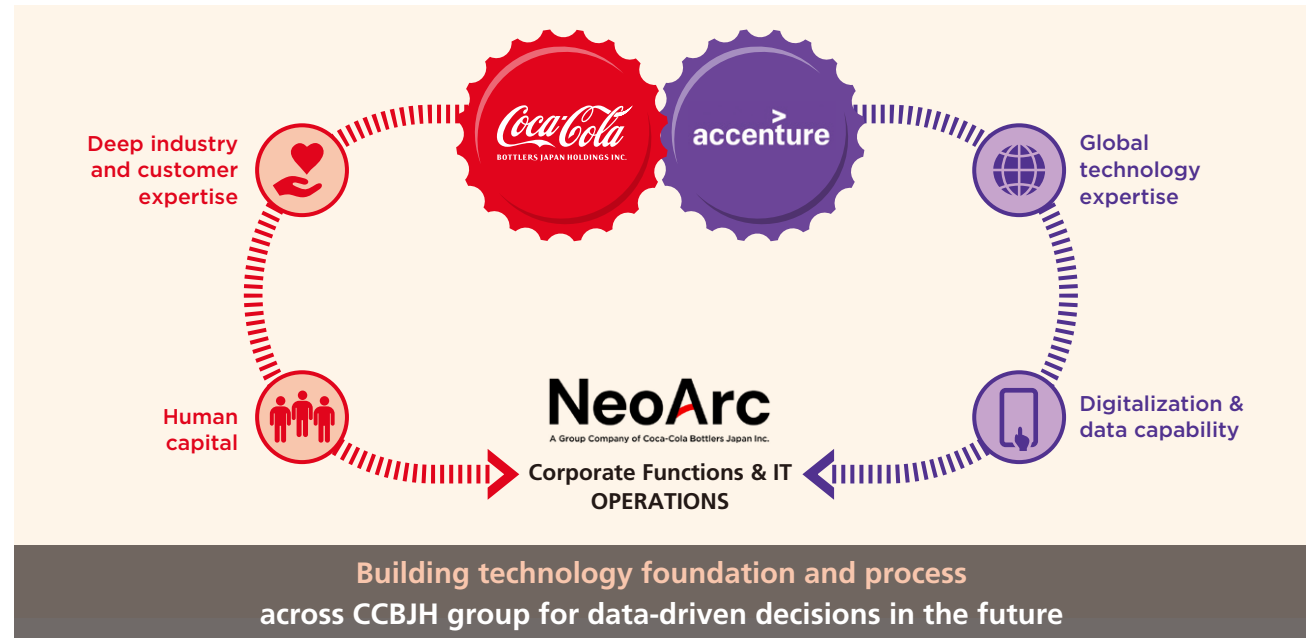 Coca-Cola
BOTTLERS JAPAN HOLDINGS INC.
accenture
Deep industry
and customer
expertise
Global
technology
expertise
Human
capital
Digitalization &
data capability
NeoArc
A Group Company of Coca-Cola Bottlers Japan Inc.
Corporate Functions & IT
OPERATIONS
Building technology foundation and process
across CCBJH group for data-driven decisions in the future